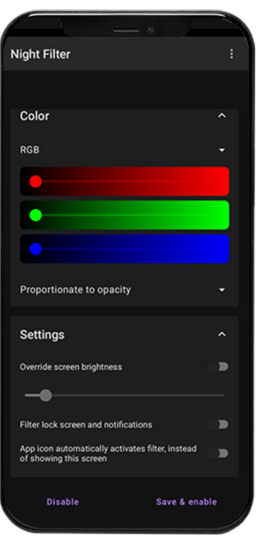 Night Filter
Color
RGB
Proportionate to opacity
Settings
Override screen brightness
Filter lock screen and notifications
App icon automatically activates filter, instead
of showing this screen
Disable
Save & enable